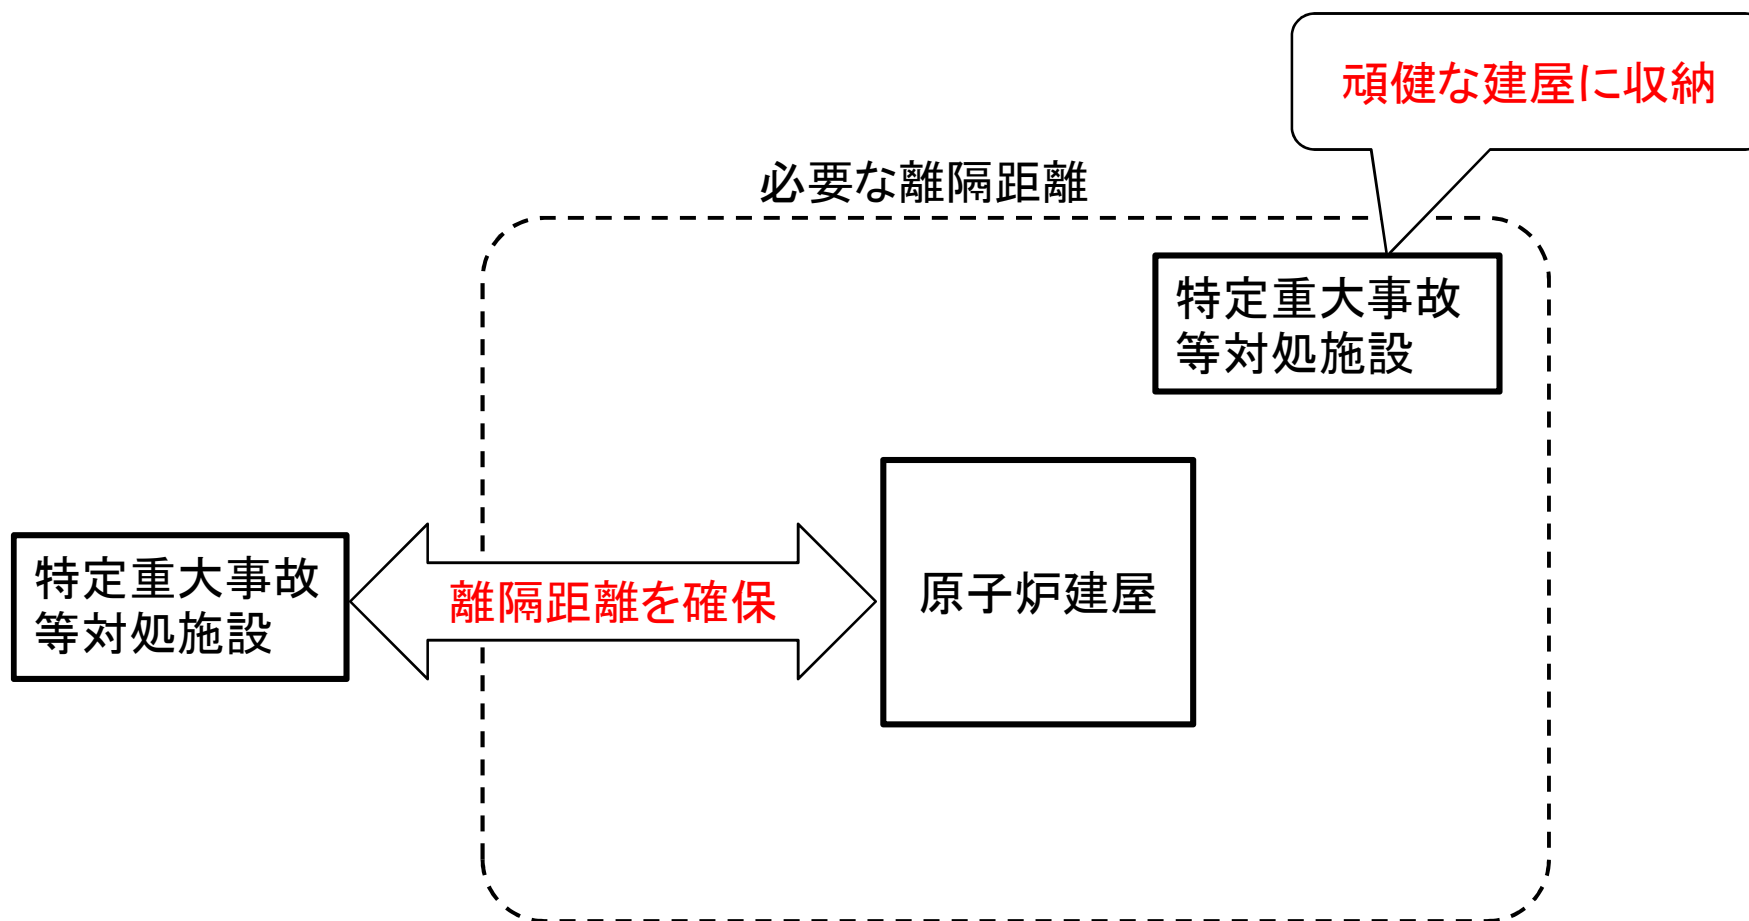 頑健な建屋に収納
必要な離隔距離
特定重大事故
等対処施設
特定重大事故
等対処施設
離隔距離を確保
原子炉建屋